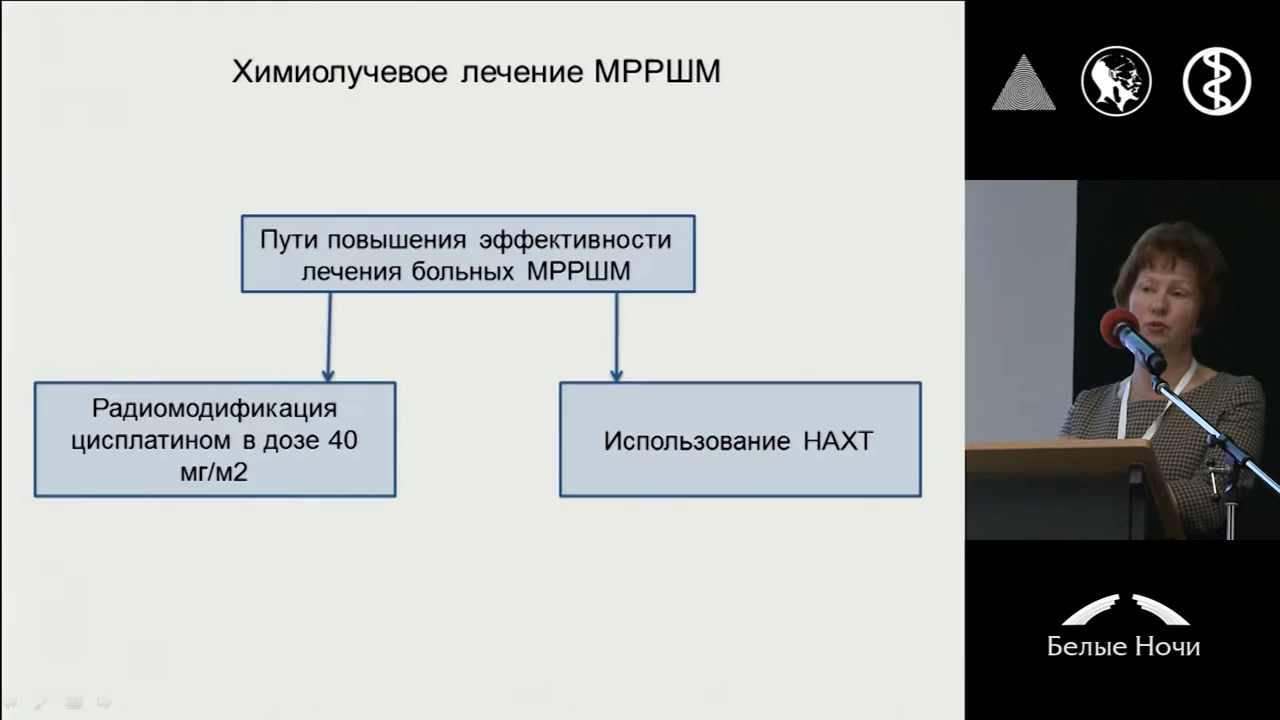 Химиолучевое лечение МРРШМ
Пути повышения эффективности
лечения больных МРРШМ
Радиомодификация
цисплатином в дозе 40
мг/м2
Использование НАХТ
Белые Ночи